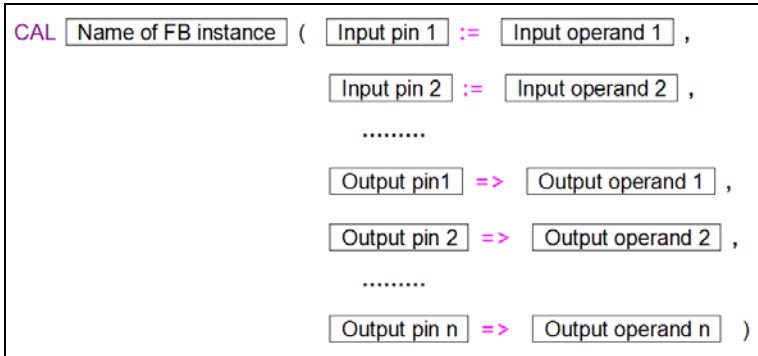 CAL Name of FB instance ( Input pin 1 := Input operand 1 ,
Input pin 2 := Input operand 2 ,
.........
Output pin1 => Output operand 1 ,
Output pin 2 => Output operand 2 ,
.........
Output pin n => Output operand n )